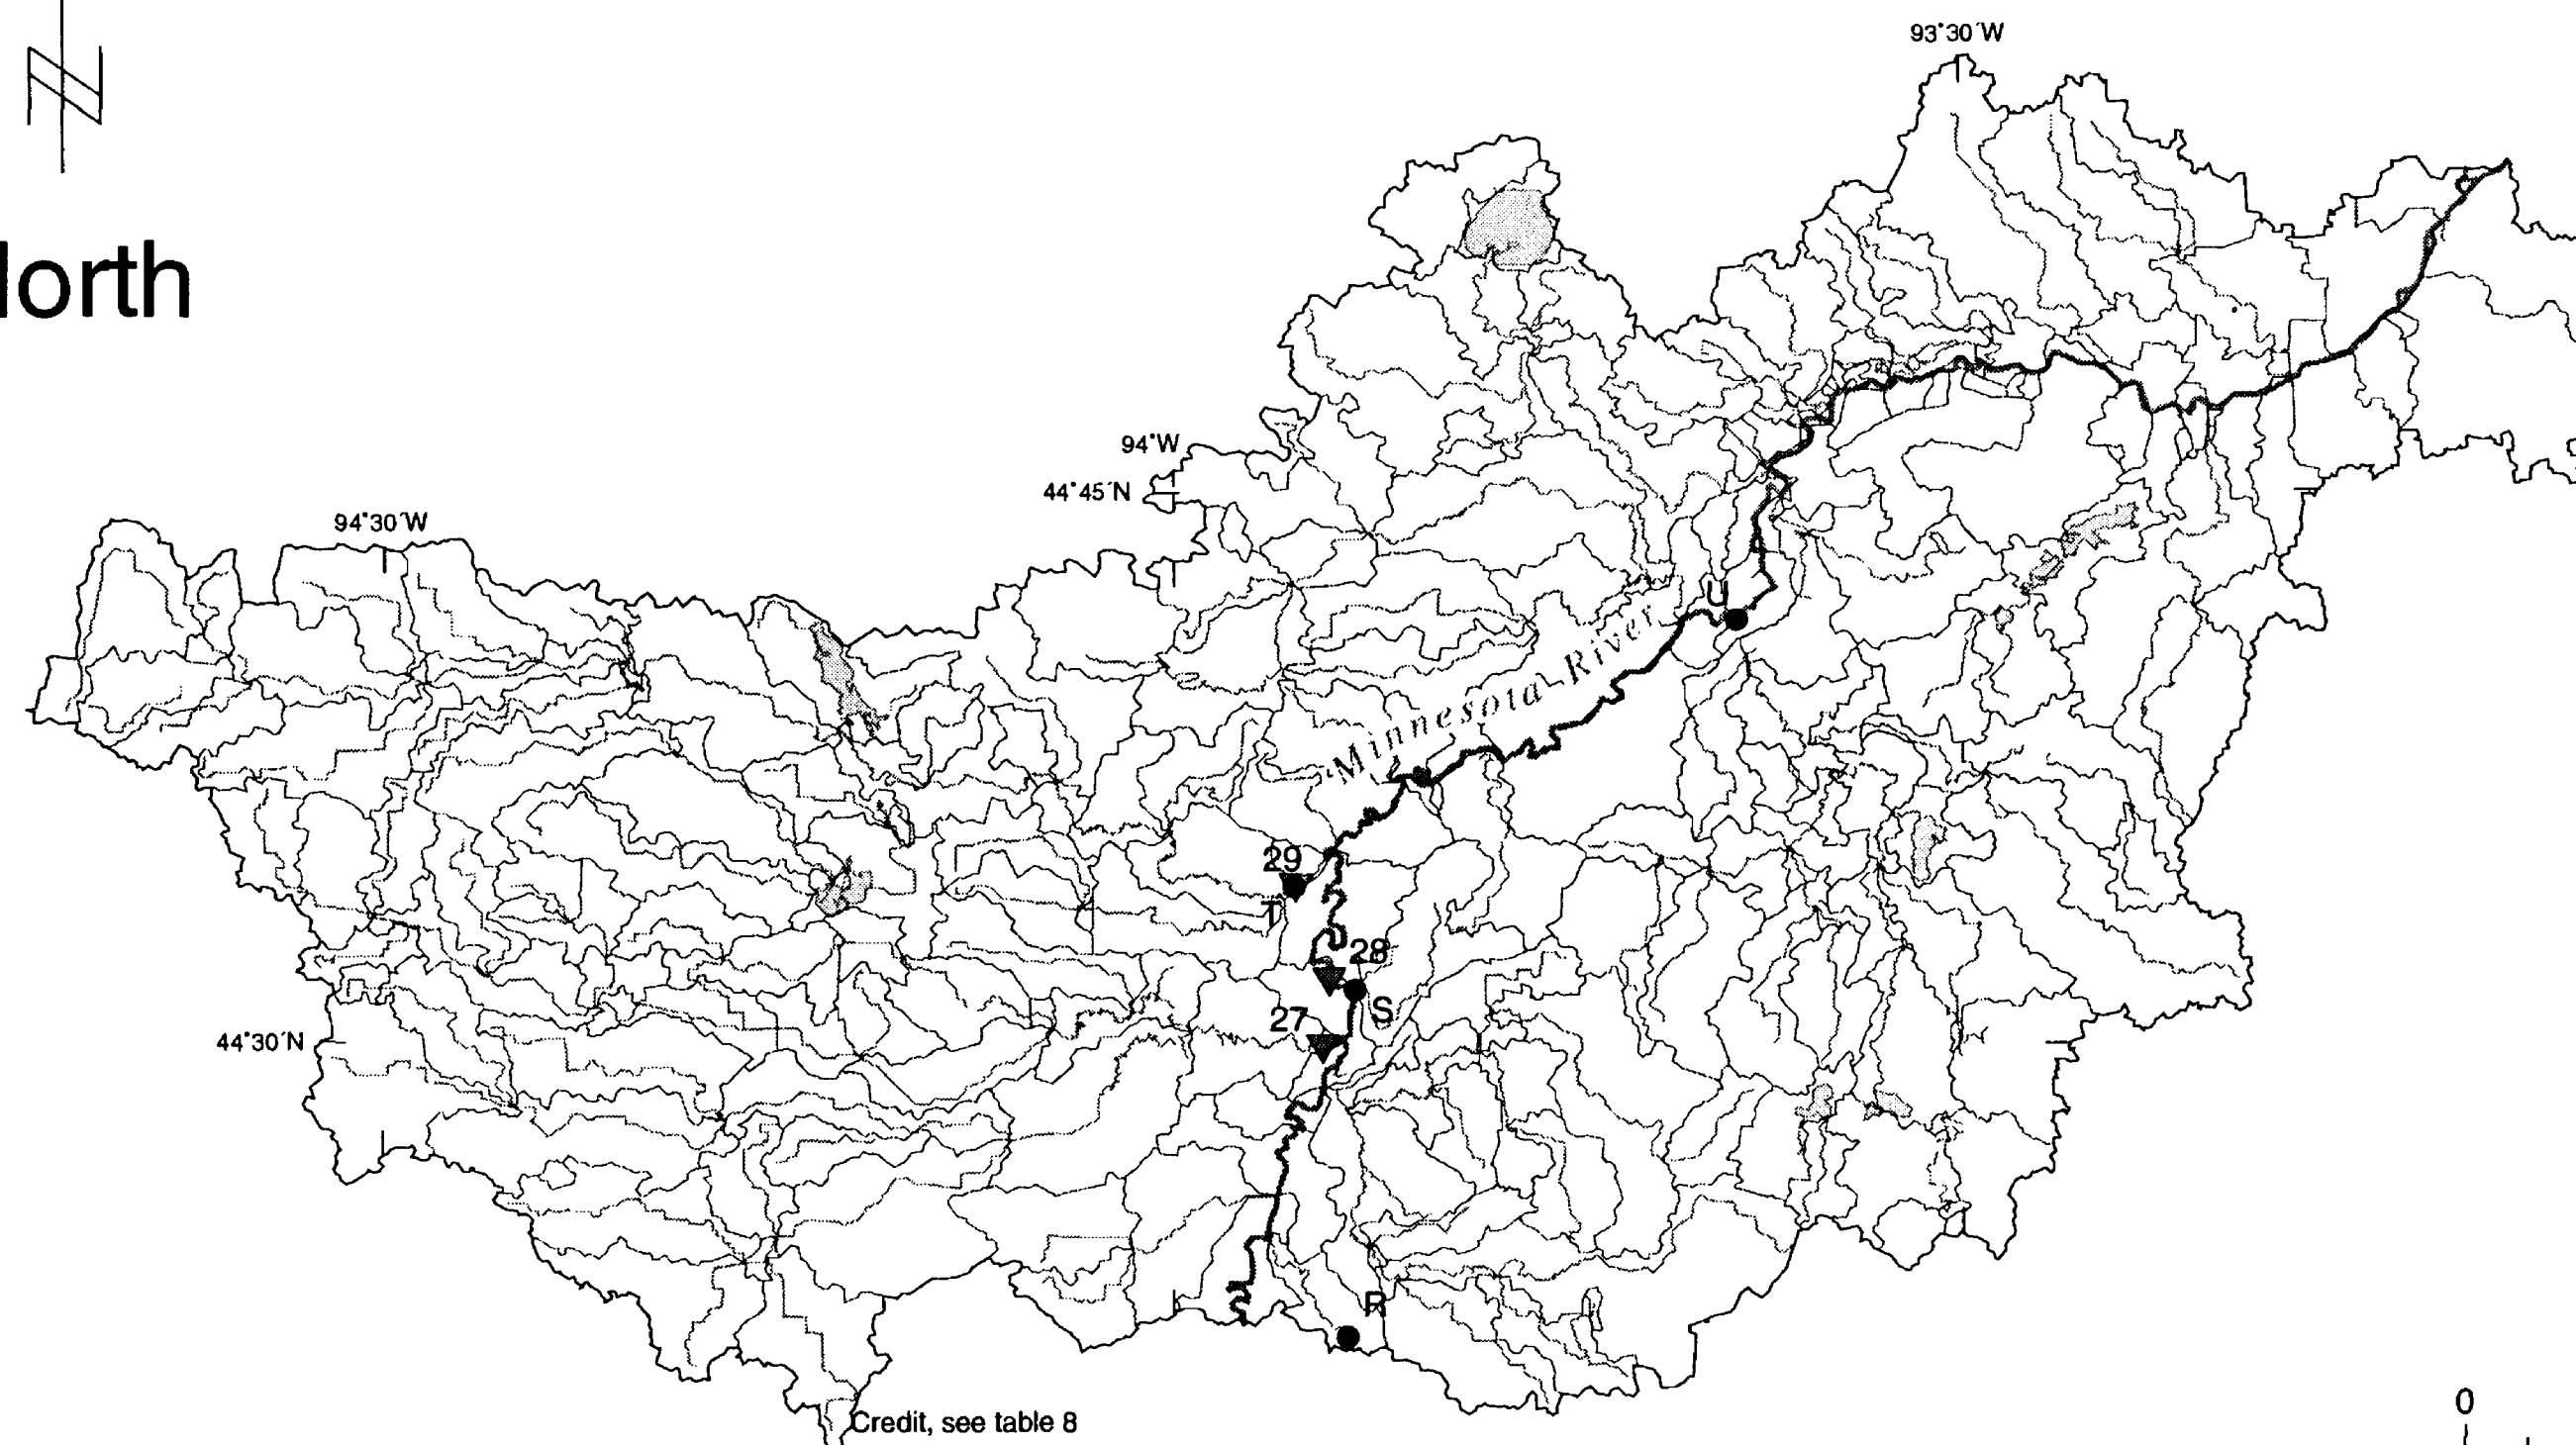 93°30´W
North
94°W
44°45´N
94°30´W
U
Minnesota River
29
T
28
S
27
44°30´N
R
Credit, see table 8
0